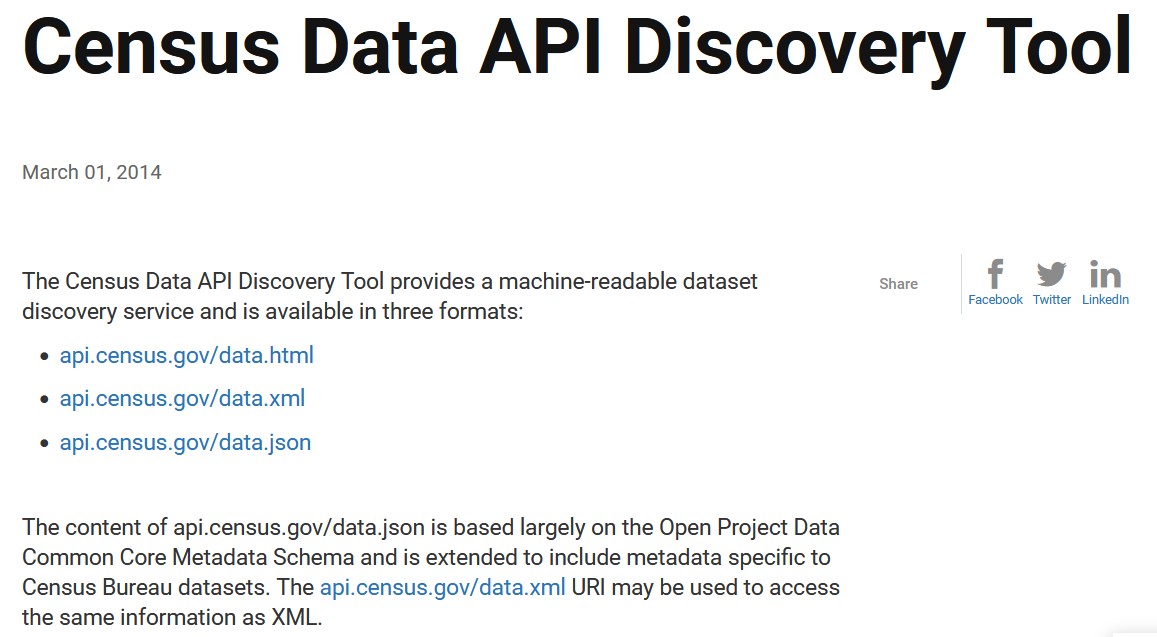 Census Data API Discovery Tool
March 01, 2014
The Census Data API Discovery Tool provides a machine-readable dataset
discovery service and is available in three formats:
Share
Facebook Twitter LinkedIn
• api.census.gov/data.html
• api.census.gov/data.xml
• api.census.gov/data.json
The content of api.census.gov/data.json is based largely on the Open Project Data
Common Core Metadata Schema and is extended to include metadata specific to
Census Bureau datasets. The api.census.gov/data.xml URI may be used to access
the same information as XML.